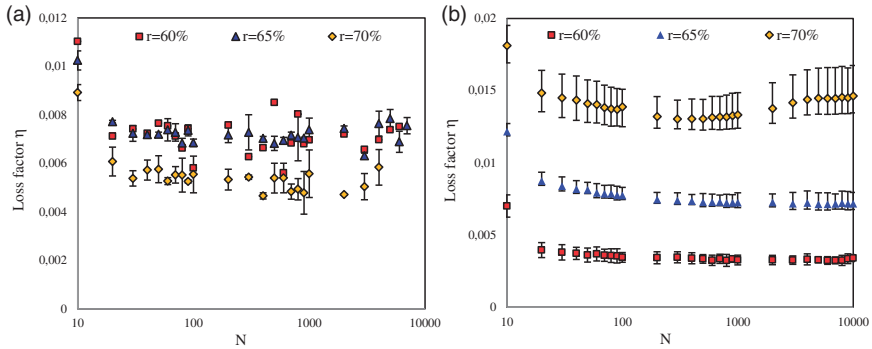 (a)
0,012
r=60%
r=65%
r=70%
0,01
0,008
0,006
0,004
0,002
0
Loss factor η
10
100
1000
10000
N
(b)
0,02
r=60%
r=65%
r=70%
0,015
0,01
0,005
0
Loss factor η
10
100
1000
10000
N